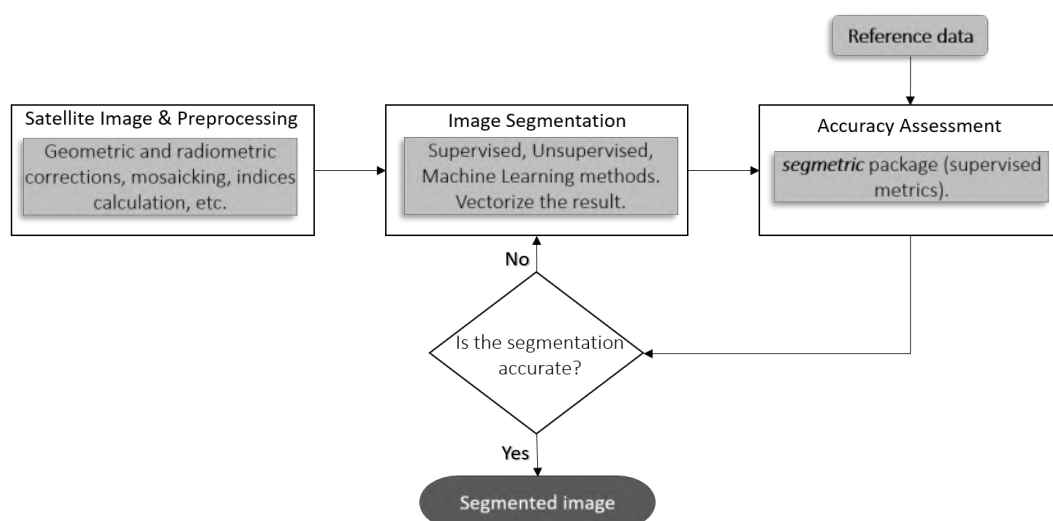 Reference data
Satellite Image & Preprocessing
Geometric and radiometric
corrections, mosaicking, indices
calculation, etc.
Image Segmentation
Supervised, Unsupervised,
Machine Learning methods.
Vectorize the result.
Accuracy Assessment
segmetric package (supervised
metrics).
No
Is the segmentation
accurate?
Yes
Segmented image